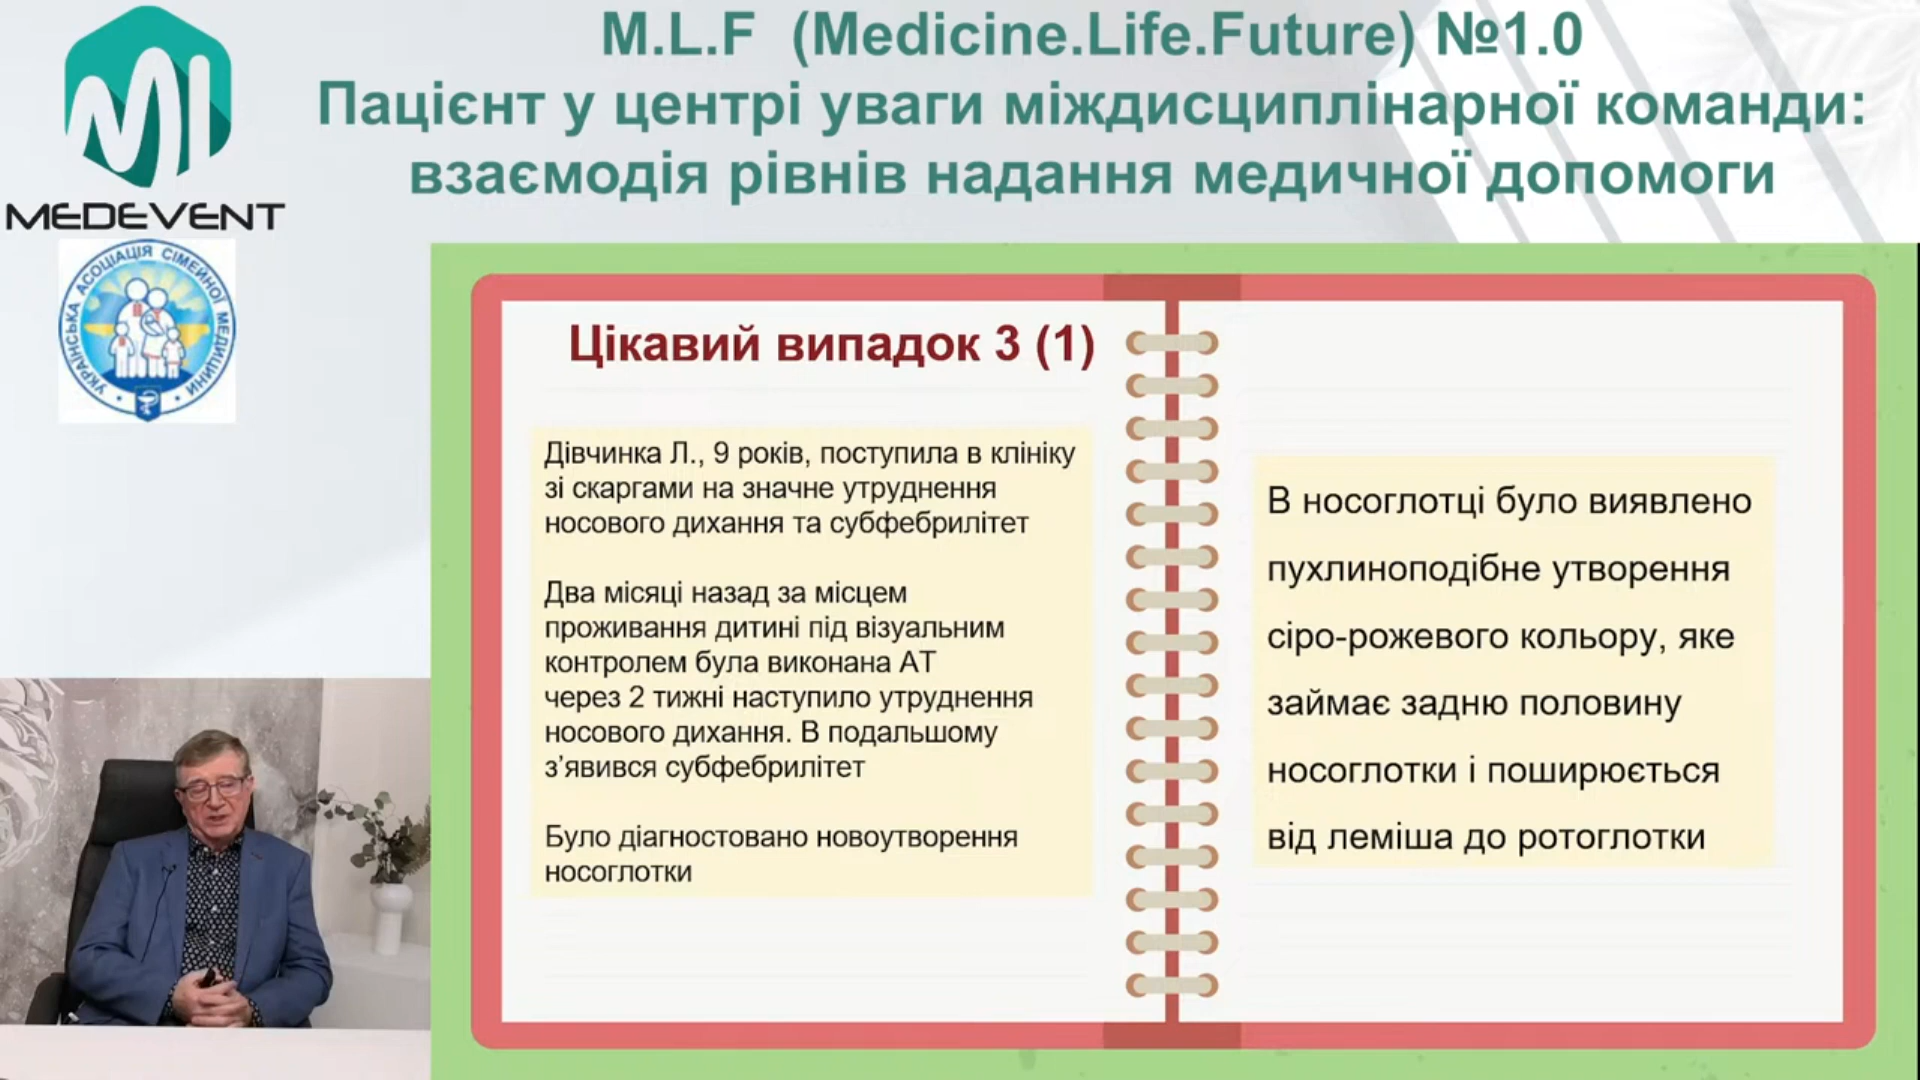 M.L.F (Medicine.Life.Future) №1.0
Пацієнт у центрі уваги міждисциплінарної команди:
взаємодія рівнів надання медичної допомоги
MEDEVENT
УКРАЇНСЬКА АСОЦІАЦІЯ СІМЕЙНОЇ МЕДИЦИНИ
Цікавий випадок 3 (1)
Дівчинка Л., 9 років, поступила в клініку
зі скаргами на значне утруднення
носового дихання та субфебрилітет
Два місяці назад за місцем
проживання дитині під візуальним
контролем була виконана АТ
через 2 тижні наступило утруднення
носового дихання. В подальшому
з’явився субфебрилітет
Було діагностовано новоутворення
носоглотки
В носоглотці було виявлено
пухлиноподібне утворення
сіро-рожевого кольору, яке
займає задню половину
носоглотки і поширюється
від леміша до ротоглотки